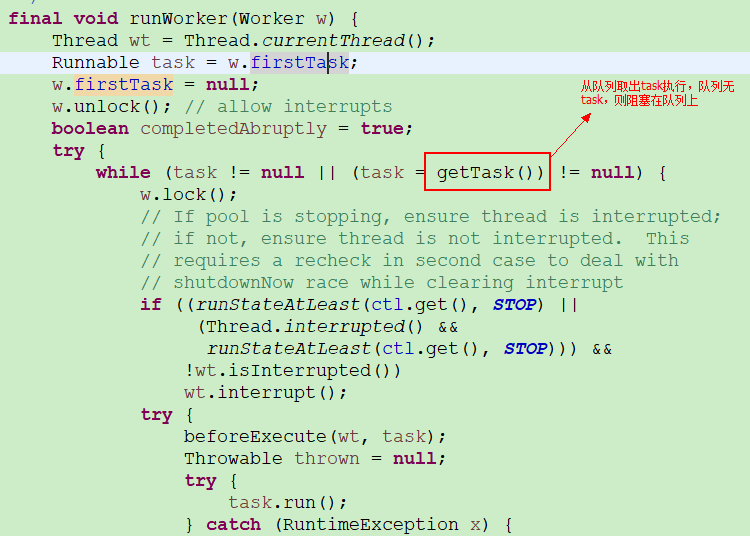 final void runWorker(Worker w) {
Thread wt = Thread.currentThread();
Runnable task = w.firstTask;
w.firstTask = null;
w.unlock(); // allow interrupts
boolean completedAbruptly = true;
try {
while (task != null || (task = getTask()) != null) {
w.lock();
// If pool is stopping, ensure thread is interrupted;
// if not, ensure thread is not interrupted.  This
// requires a recheck in second case to deal with
// shutdownNow race while clearing interrupt
if ((runStateAtLeast(ctl.get(), STOP) ||
(Thread.interrupted() &&
runStateAtLeast(ctl.get(), STOP))) &&
!wt.isInterrupted())
wt.interrupt();
try {
beforeExecute(wt, task);
Throwable thrown = null;
try {
task.run();
} catch (RuntimeException x) {
从队列取出task执行，队列无
task，则阻塞在队列上